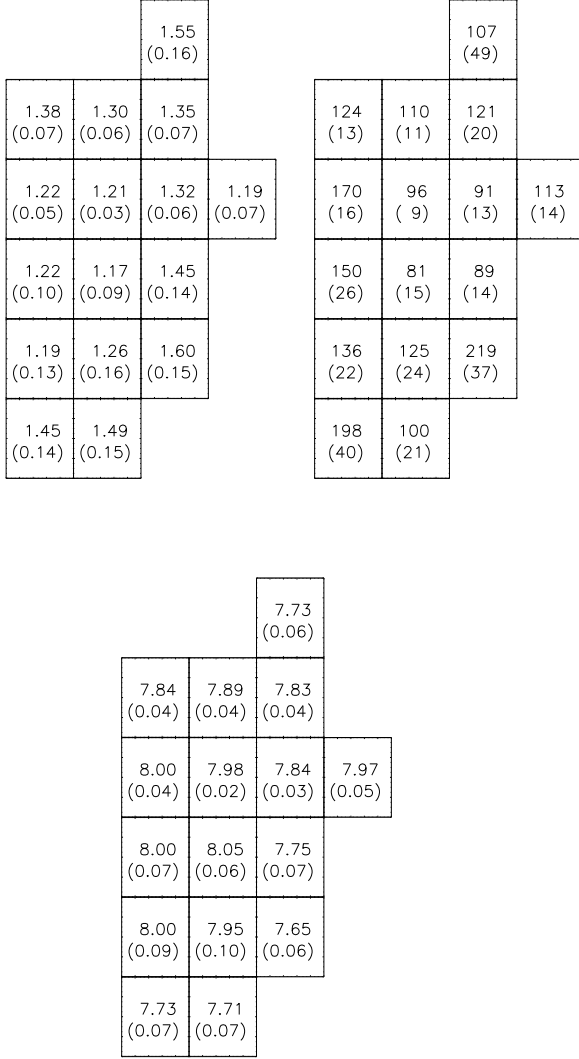 1.55
(0.16)
1.38 1.30 1.35
(0.07) (0.06) (0.07)
1.22 1.21 1.32 1.19
(0.05) (0.03) (0.06) (0.07)
1.22 1.17 1.45
(0.10) (0.09) (0.14)
1.19 1.26 1.60
(0.13) (0.16) (0.15)
1.45 1.49
(0.14) (0.15)
107
(49)
124 110 121
(13) (11) (20)
170 96 91 113
(16) ( 9) (13) (14)
150 81 89
(26) (15) (14)
136 125 219
(22) (24) (37)
198 100
(40) (21)
7.73
(0.06)
7.84 7.89 7.83
(0.04) (0.04) (0.04)
8.00 7.98 7.84 7.97
(0.04) (0.02) (0.03) (0.05)
8.00 8.05 7.75
(0.07) (0.06) (0.07)
8.00 7.95 7.65
(0.09) (0.10) (0.06)
7.73 7.71
(0.07) (0.07)